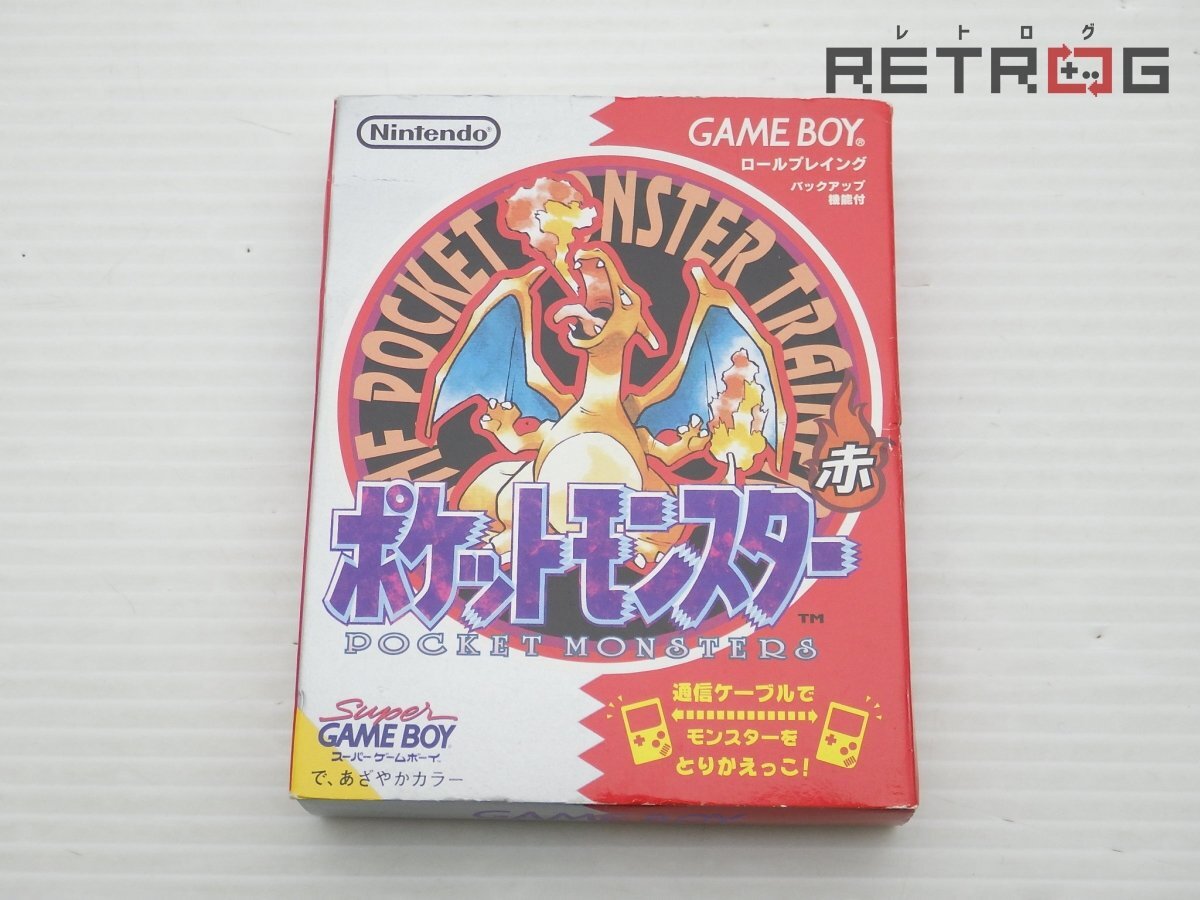 レトログ
RETROG
Nintendo®
GAME BOY®
ロールプレイング
バックアップ
機能付
THE POCKET MONSTER TRAINE
赤
ポケットモンスター
TM
POCKET MONSTERS
通信ケーブルで
モンスターを
とりかえっこ!
Super
GAME BOY
スーパーゲームボーイ
で、あざやかカラー
GAME BOY